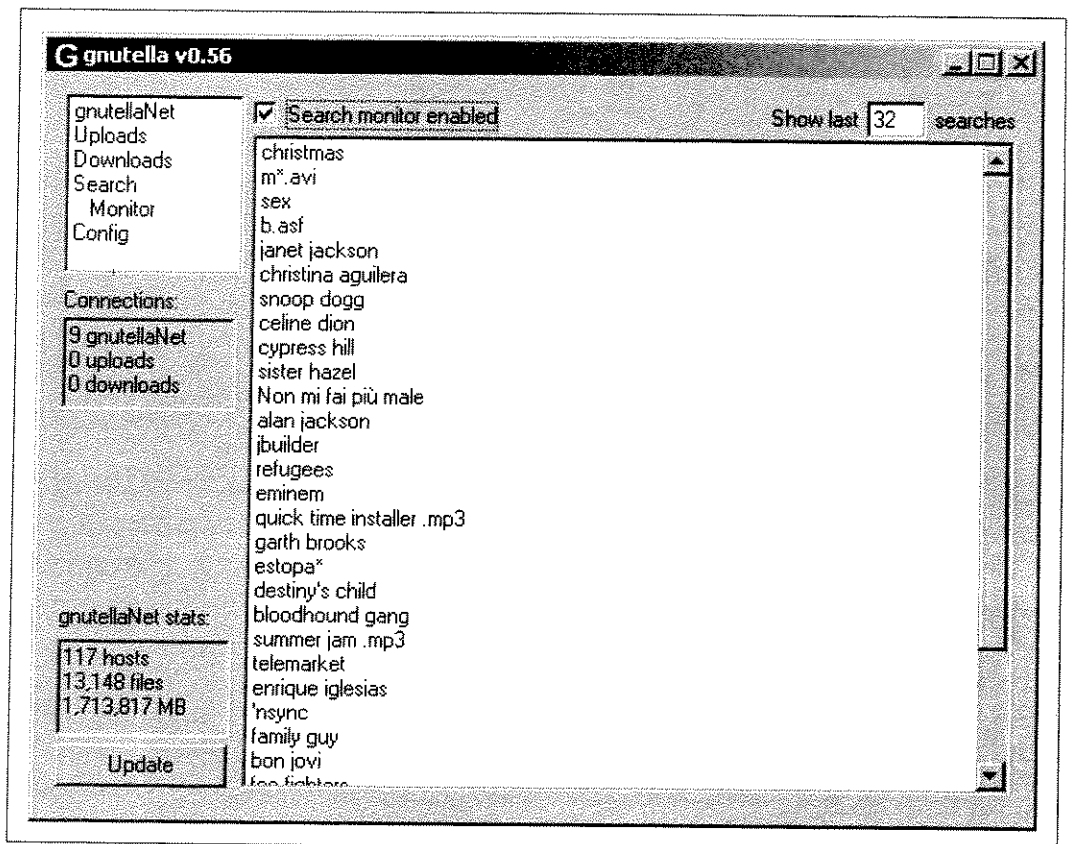 G gnutella v0.56
gnutellaNet
Uploads
Downloads
Search
Monitor
Config
Connections:
9 gnutellaNet
0 uploads
0 downloads
gnutellaNet stats:
117 hosts
13,148 files
1,713,817 MB
Update
Search monitor enabled
Show last 32 searches
christmas
m*.avi
sex
b.asf
janet jackson
christina aguilera
snoop dogg
celine dion
cypress hill
sister hazel
Non mi fai più male
alan jackson
jbuilder
refugees
eminem
quick time installer .mp3
garth brooks
estopa*
destiny's child
bloodhound gang
summer jam .mp3
telemarket
enrique iglesias
'nsync
family guy
bon jovi
foo fighters